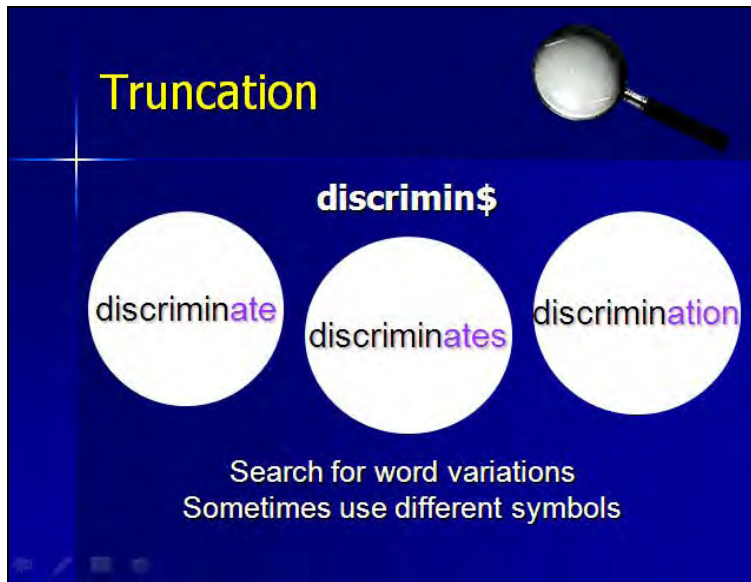 Truncation
discrimin$
discriminate
discriminates
discrimination
Search for word variations
Sometimes use different symbols